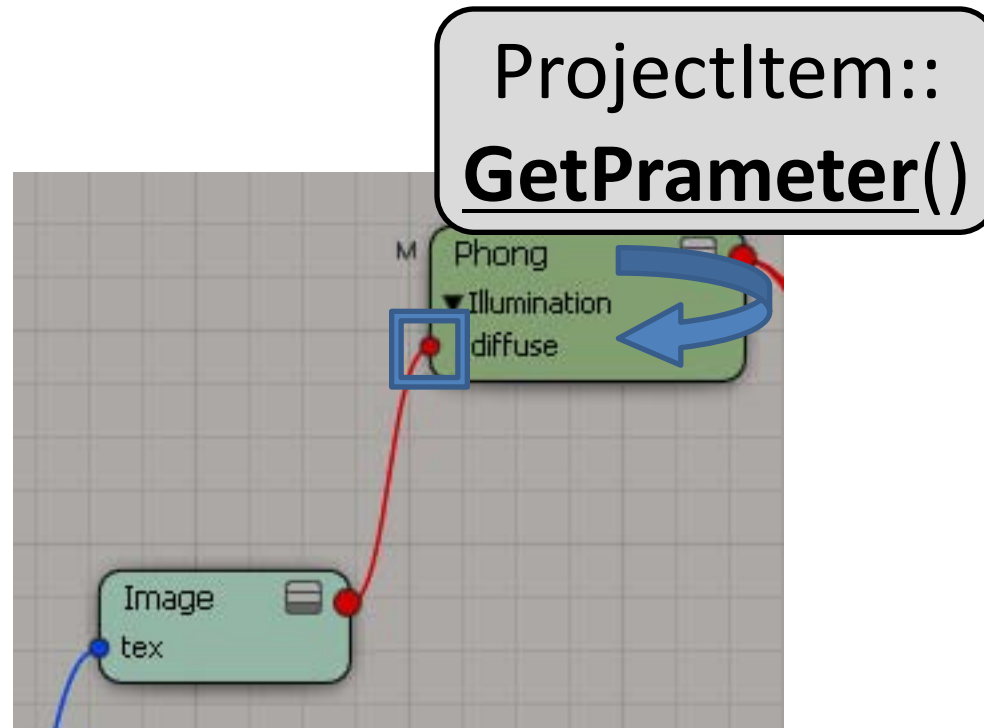 ProjectItem::
GetPrameter()
M
Phong
Illumination
diffuse
Image
tex